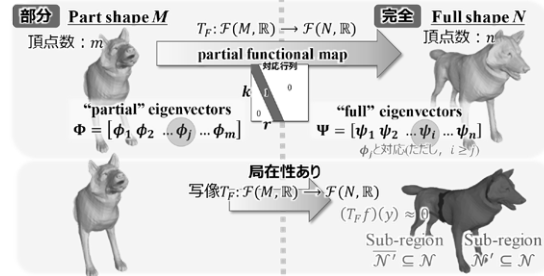 部分 Part shape M
頂点数：m
T_F: ℱ(M, ℝ) → ℱ(N, ℝ)
partial functional map
対応行列
k
r
0
0
完全 Full shape N
頂点数：n
"partial" eigenvectors
Φ = [ϕ₁ ϕ₂ … ϕⱼ … ϕₘ]
"full" eigenvectors
Ψ = [ψ₁ ψ₂ … ψᵢ … ψₙ]
ϕⱼと対応(ただし，i ≥ j)
局在性あり
写像T_F: ℱ(M, ℝ) → ℱ(N, ℝ)
(T_F f)(y) ≈ 0
Sub-region Sub-region
𝒩̅′ ⊆ 𝒩 𝒩′ ⊆ 𝒩